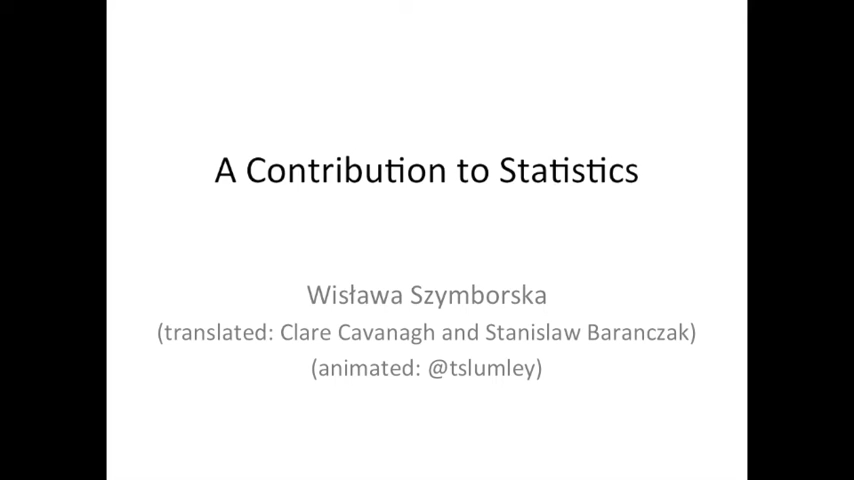 A Contribution to Statistics
Wisława Szymborska
(translated: Clare Cavanagh and Stanislaw Baranczak)
(animated: @tslumley)